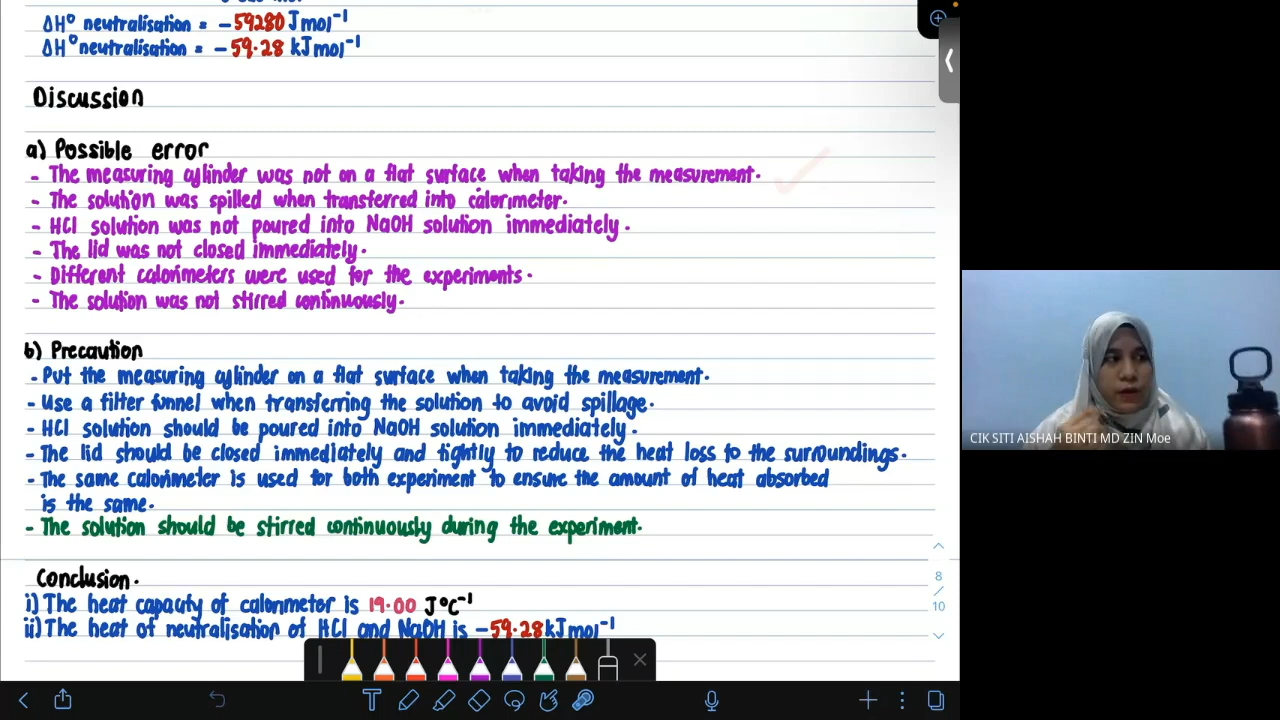 ΔH° neutralisation = -59280 Jmol⁻¹
ΔH° neutralisation = -59.28 kJmol⁻¹
Discussion
a) Possible error
- The measuring cylinder was not on a flat surface when taking the measurement.
- The solution was spilled when transferred into calorimeter.
- HCl solution was not poured into NaOH solution immediately.
- The lid was not closed immediately.
- Different calorimeters were used for the experiments.
- The solution was not stirred continuously.
b) Precaution
- Put the measuring cylinder on a flat surface when taking the measurement.
- Use a filter funnel when transferring the solution to avoid spillage.
- HCl solution should be poured into NaOH solution immediately.
- The lid should be closed immediately and tightly to reduce the heat loss to the surroundings.
- The same calorimeter is used for both experiment to ensure the amount of heat absorbed
is the same.
- The solution should be stirred continuously during the experiment.
Conclusion.
i) The heat capacity of calorimeter is 19.00 J°C⁻¹
ii) The heat of neutralisation of HCl and NaOH is -59.28 kJmol⁻¹
8
/
10
CIK SITI AISHAH BINTI MD ZIN Moe